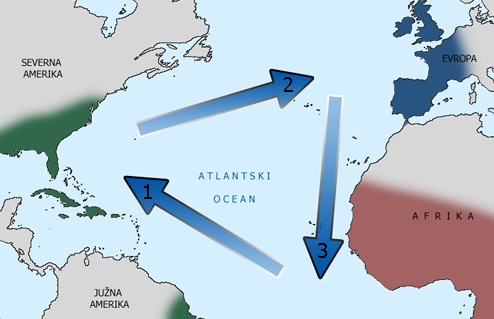 SEVERNA
AMERIKA
2
EVROPA
1
ATLANTSKI
OCEAN
AFRIKA
3
JUŽNA
AMERIKA